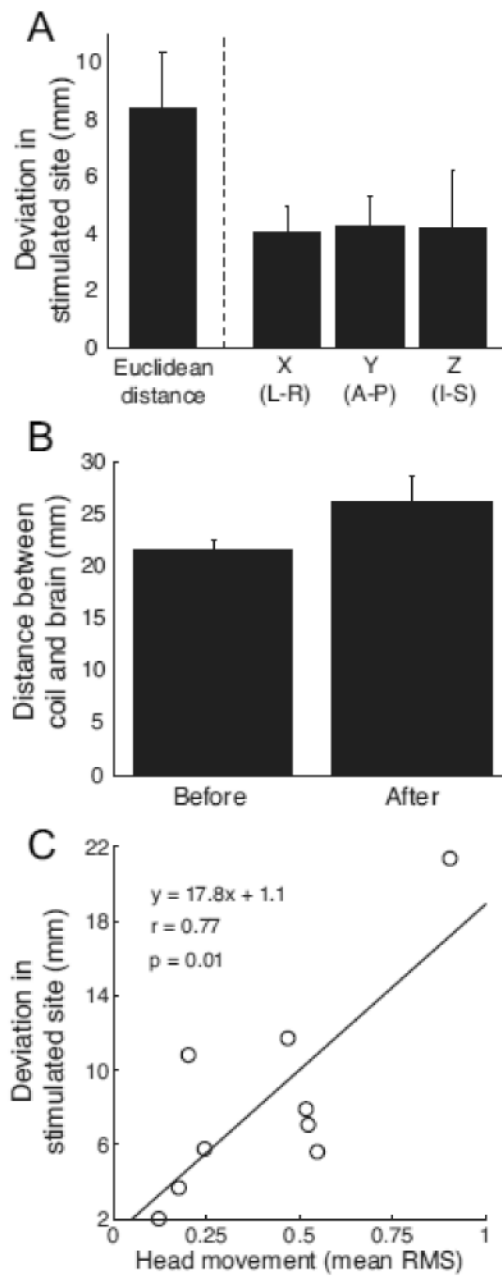 A
Deviation in
stimulated site (mm)
10
8
6
4
2
0
Euclidean
distance
X
(L-R)
Y
(A-P)
Z
(I-S)
B
Distance between
coil and brain (mm)
30
25
20
15
10
5
0
Before
After
C
Deviation in
stimulated site (mm)
22
18
14
10
6
2
y = 17.8x + 1.1
r = 0.77
p = 0.01
0
0.25
0.5
0.75
1
Head movement (mean RMS)